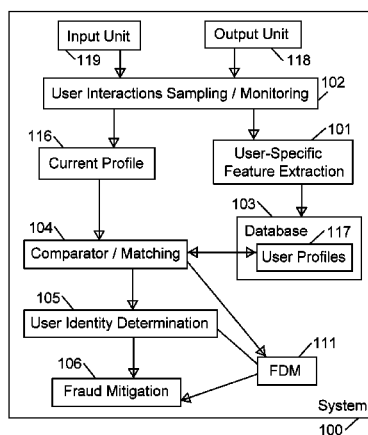 Input Unit
Output Unit
119
118
User Interactions Sampling / Monitoring
102
116
101
Current Profile
User-Specific
Feature Extraction
103
104
Database
117
Comparator / Matching
User Profiles
105
User Identity Determination
111
106
FDM
Fraud Mitigation
System
100